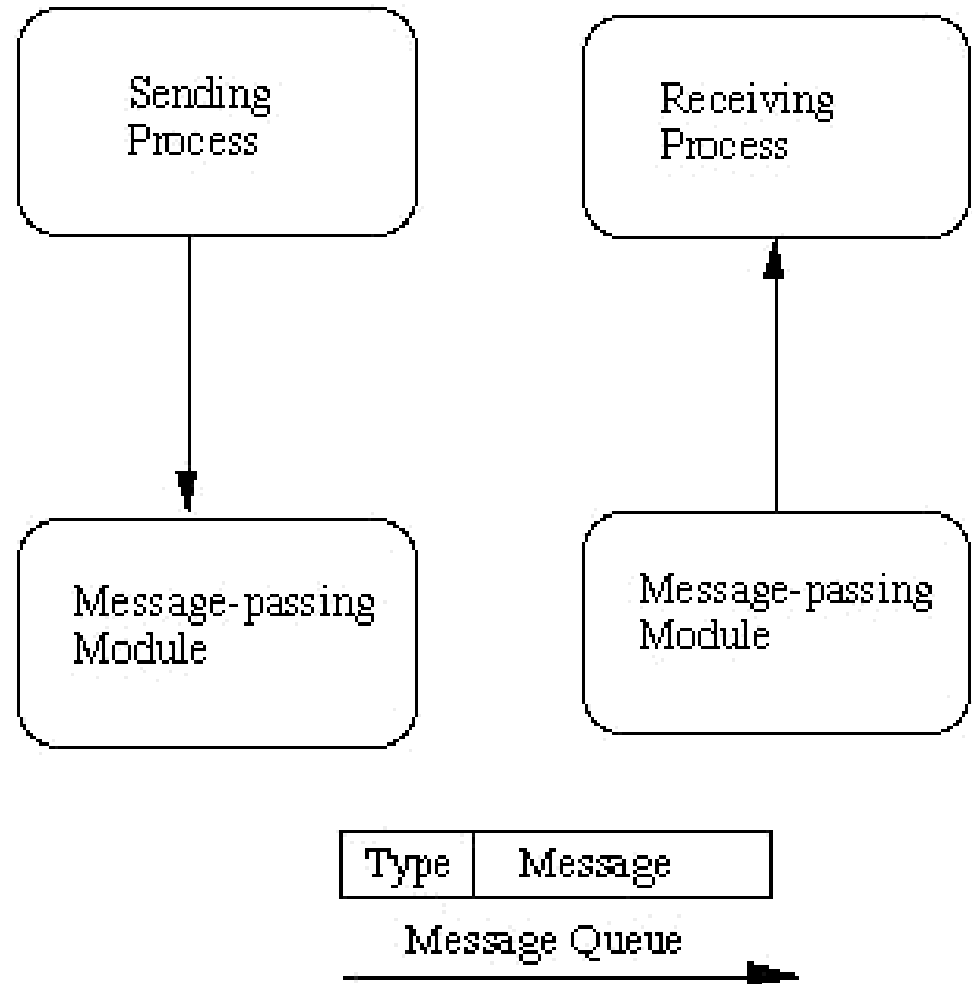 Sending
Process
Receiving
Process
Message-passing
Module
Message-passing
Module
Type
Message
Message Queue